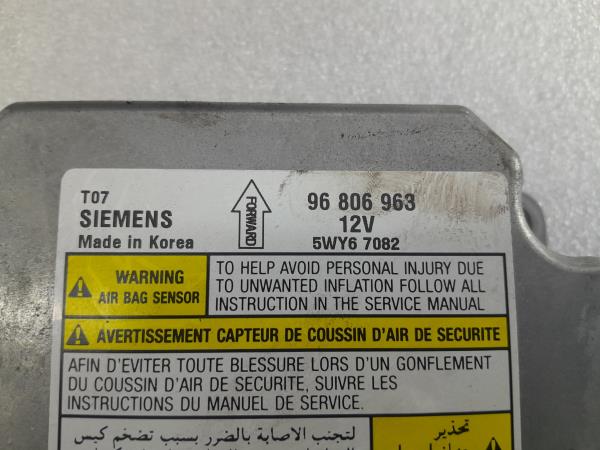 T07
SIEMENS
Made in Korea
FORWARD
96 806 963
12V
5WY6 7082
WARNING
AIR BAG SENSOR
TO HELP AVOID PERSONAL INJURY DUE
TO UNWANTED INFLATION FOLLOW ALL
INSTRUCTION IN THE SERVICE MANUAL
AVERTISSEMENT CAPTEUR DE COUSSIN D'AIR DE SECURITE
AFIN D'EVITER TOUTE BLESSURE LORS D'UN GONFLEMENT
DU COUSSIN D'AIR DE SECURITE, SUIVRE LES
INSTRUCTIONS DU MANUEL DE SERVICE.
تحذير
لتجنب الاصابة بالضرر بسبب تضخم كيس